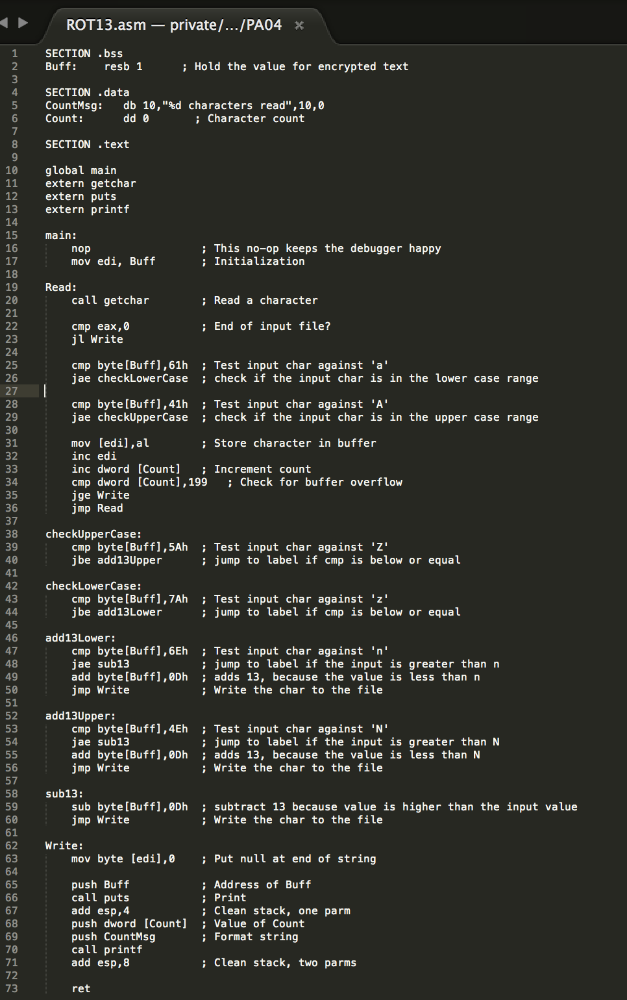 ROT13.asm — private/.../PA04
1 SECTION .bss
2 Buff:    resb 1      ; Hold the value for encrypted text
3
4 SECTION .data
5 CountMsg:   db 10,"%d characters read",10,0
6 Count:      dd 0       ; Character count
7
8 SECTION .text
9
10 global main
11 extern getchar
12 extern puts
13 extern printf
14
15 main:
16     nop                 ; This no-op keeps the debugger happy
17     mov edi, Buff       ; Initialization
18
19 Read:
20     call getchar        ; Read a character
21
22     cmp eax,0           ; End of input file?
23     jl Write
24
25     cmp byte[Buff],61h  ; Test input char against 'a'
26     jae checkLowerCase  ; check if the input char is in the lower case range
27
28     cmp byte[Buff],41h  ; Test input char against 'A'
29     jae checkUpperCase  ; check if the input char is in the upper case range
30
31     mov [edi],al        ; Store character in buffer
32     inc edi
33     inc dword [Count]   ; Increment count
34     cmp dword [Count],199   ; Check for buffer overflow
35     jge Write
36     jmp Read
37
38 checkUpperCase:
39     cmp byte[Buff],5Ah  ; Test input char against 'Z'
40     jbe add13Upper      ; jump to label if cmp is below or equal
41
42 checkLowerCase:
43     cmp byte[Buff],7Ah  ; Test input char against 'z'
44     jbe add13Lower      ; jump to label if cmp is below or equal
45
46 add13Lower:
47     cmp byte[Buff],6Eh  ; Test input char against 'n'
48     jae sub13           ; jump to label if the input is greater than n
49     add byte[Buff],0Dh  ; adds 13, because the value is less than n
50     jmp Write           ; Write the char to the file
51
52 add13Upper:
53     cmp byte[Buff],4Eh  ; Test input char against 'N'
54     jae sub13           ; jump to label if the input is greater than N
55     add byte[Buff],0Dh  ; adds 13, because the value is less than N
56     jmp Write           ; Write the char to the file
57
58 sub13:
59     sub byte[Buff],0Dh  ; subtract 13 because value is higher than the input value
60     jmp Write           ; Write the char to the file
61
62 Write:
63     mov byte [edi],0    ; Put null at end of string
64
65     push Buff           ; Address of Buff
66     call puts           ; Print
67     add esp,4           ; Clean stack, one parm
68     push dword [Count]  ; Value of Count
69     push CountMsg       ; Format string
70     call printf
71     add esp,8           ; Clean stack, two parms
72
73     ret